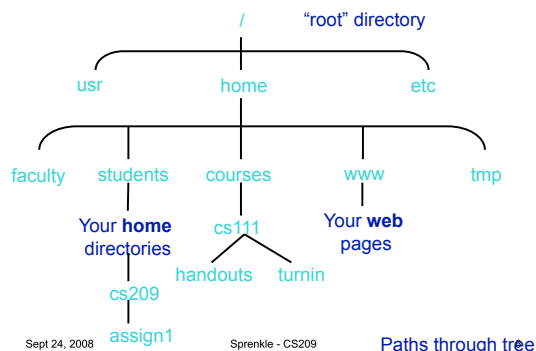 / “root” directory
usr home etc
faculty students courses www tmp
Your home
directories
cs111
Your web
pages
handouts turnin
cs209
assign1
Sept 24, 2008 Sprenkle - CS209 Paths through tree